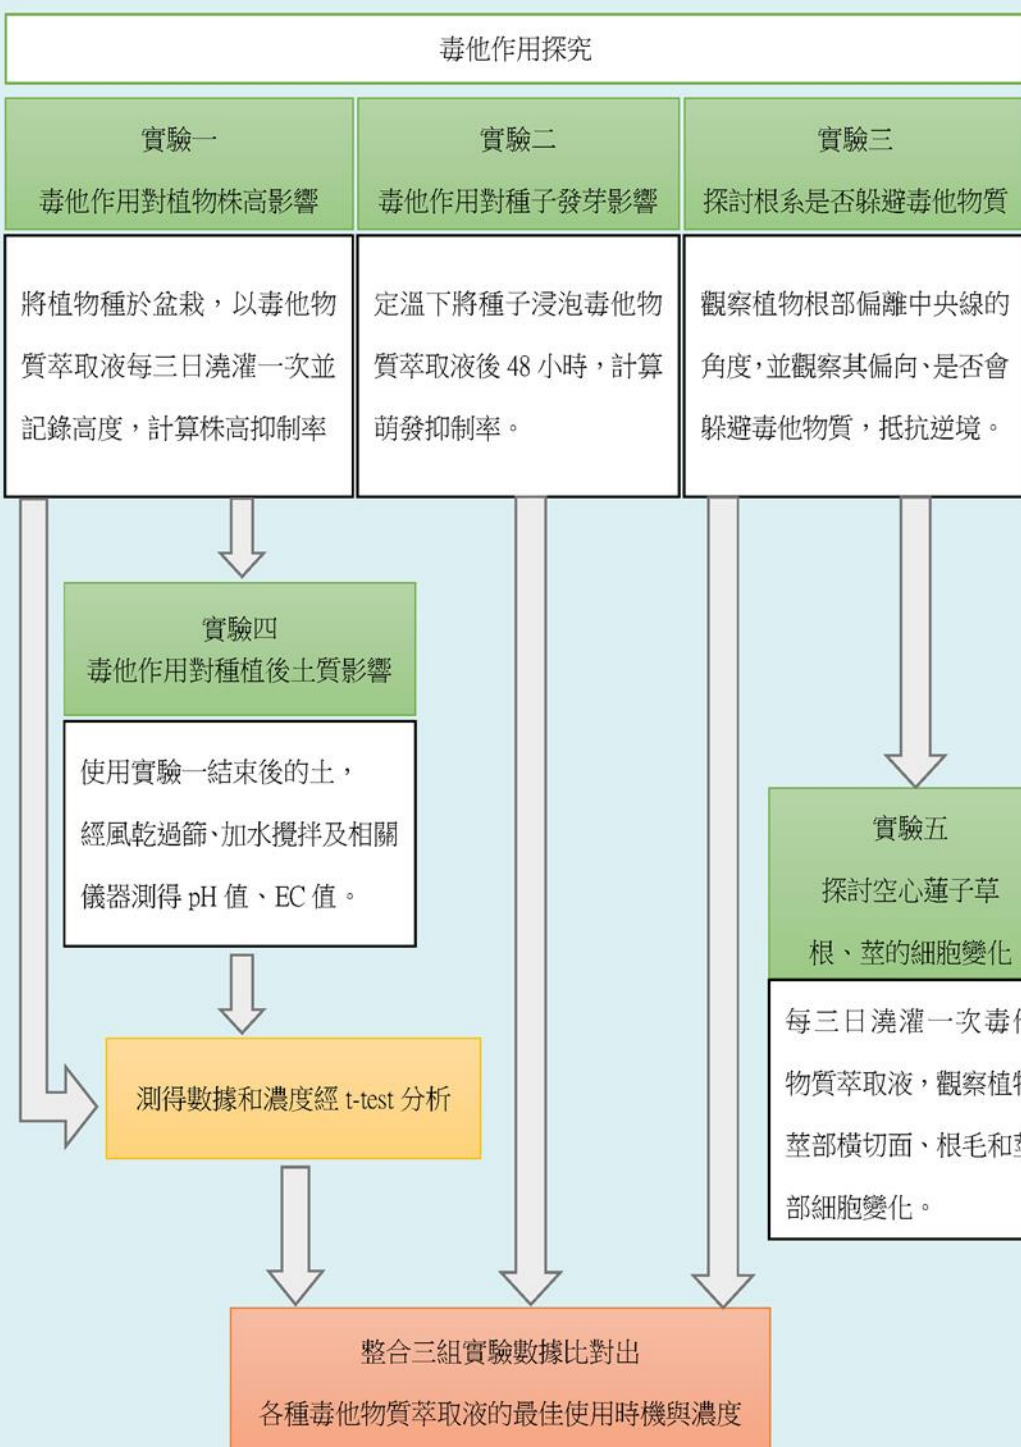 毒他作用探究
實驗一
毒他作用對植物株高影響
實驗二
毒他作用對種子發芽影響
實驗三
探討根系是否躲避毒他物質
將植物種於盆栽，以毒他物
質萃取液每三日澆灌一次並
記錄高度，計算株高抑制率
定溫下將種子浸泡毒他物
質萃取液後 48 小時，計算
萌發抑制率。
觀察植物根部偏離中央線的
角度，並觀察其偏向、是否會
躲避毒他物質，抵抗逆境。
實驗四
毒他作用對種植後土質影響
使用實驗一結束後的土，
經風乾過篩、加水攪拌及相關
儀器測得 pH 值、EC 值。
實驗五
探討空心蓮子草
根、莖的細胞變化
每三日澆灌一次毒
物質萃取液，觀察植
莖部橫切面、根毛和
部細胞變化。
測得數據和濃度經 t-test 分析
整合三組實驗數據比對出
各種毒他物質萃取液的最佳使用時機與濃度